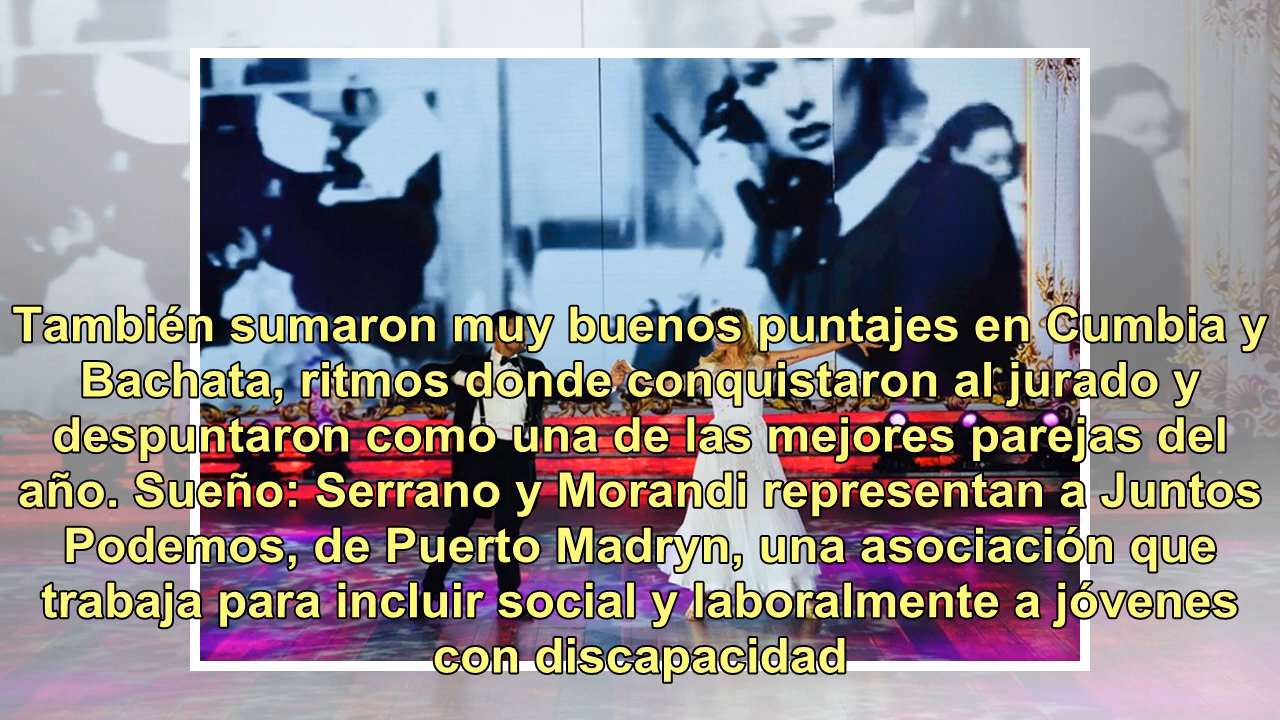 También sumaron muy buenos puntajes en Cumbia y
Bachata, ritmos donde conquistaron al jurado y
despuntaron como una de las mejores parejas del
año. Sueño: Serrano y Morandi representan a Juntos
Podemos, de Puerto Madryn, una asociación que
trabaja para incluir social y laboralmente a jóvenes
con discapacidad